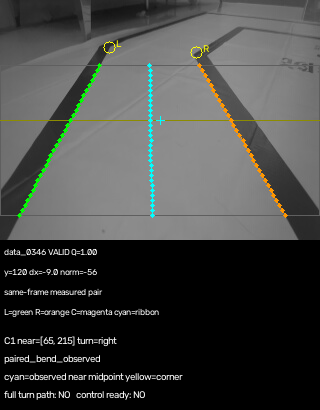 L
R
data_0346 VALID Q=1.00
y=120 dx=-9.0 norm=-56
same-frame measured pair
L=green R=orange C=magenta cyan=ribbon
C1 near=[65, 215] turn=right
paired_bend_observed
cyan=observed near midpoint yellow=corner
full turn path: NO control ready: NO